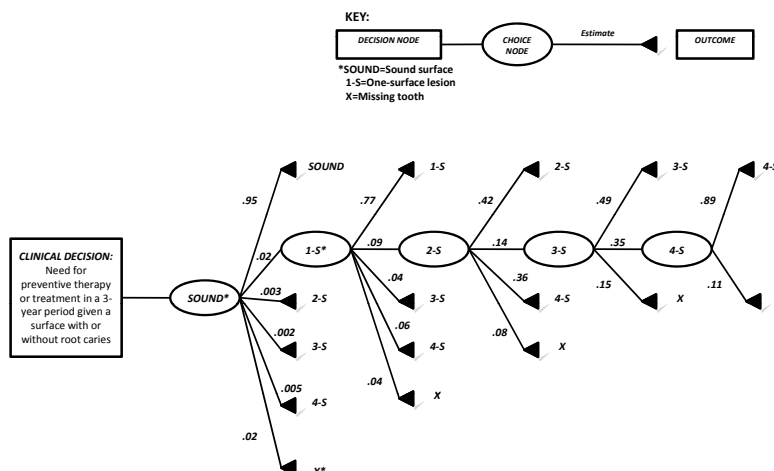 KEY:
DECISION NODE
CHOICE
NODE
Estimate
OUTCOME
*SOUND=Sound surface
1-S=One-surface lesion
X=Missing tooth
SOUND
1-S
2-S
3-S
4-S
.95
.77
.42
.49
.89
CLINICAL DECISION:
Need for
preventive therapy
or treatment in a 3-
year period given a
surface with or
without root caries
SOUND*
.02
1-S*
.09
2-S
.14
3-S
.35
4-S
.003
2-S
.04
3-S
.36
4-S
.15
X
.11
.002
3-S
.06
4-S
.08
X
.005
4-S
.04
X
.02
X*